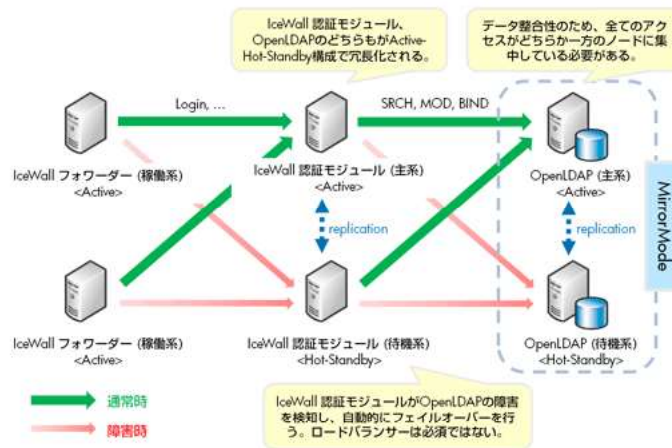 IceWall 認証モジュール、
OpenLDAPのどちらもがActive-
Hot-Standby構成で冗長化される。
データ整合性のため、全てのアク
セスがどちらか一方のノードに集
中している必要がある。
Login, ...
SRCH, MOD, BIND
IceWall フォワーダー (稼働系)
<Active>
IceWall 認証モジュール (主系)
<Active>
OpenLDAP (主系)
<Active>
MirrorMode
replication
replication
IceWall フォワーダー (稼働系)
<Active>
IceWall 認証モジュール (待機系)
<Hot-Standby>
OpenLDAP (待機系)
<Hot-Standby>
通常時
障害時
IceWall 認証モジュールがOpenLDAPの障害
を検知し、自動的にフェイルオーバーを行
う。ロードバランサーは必須ではない。